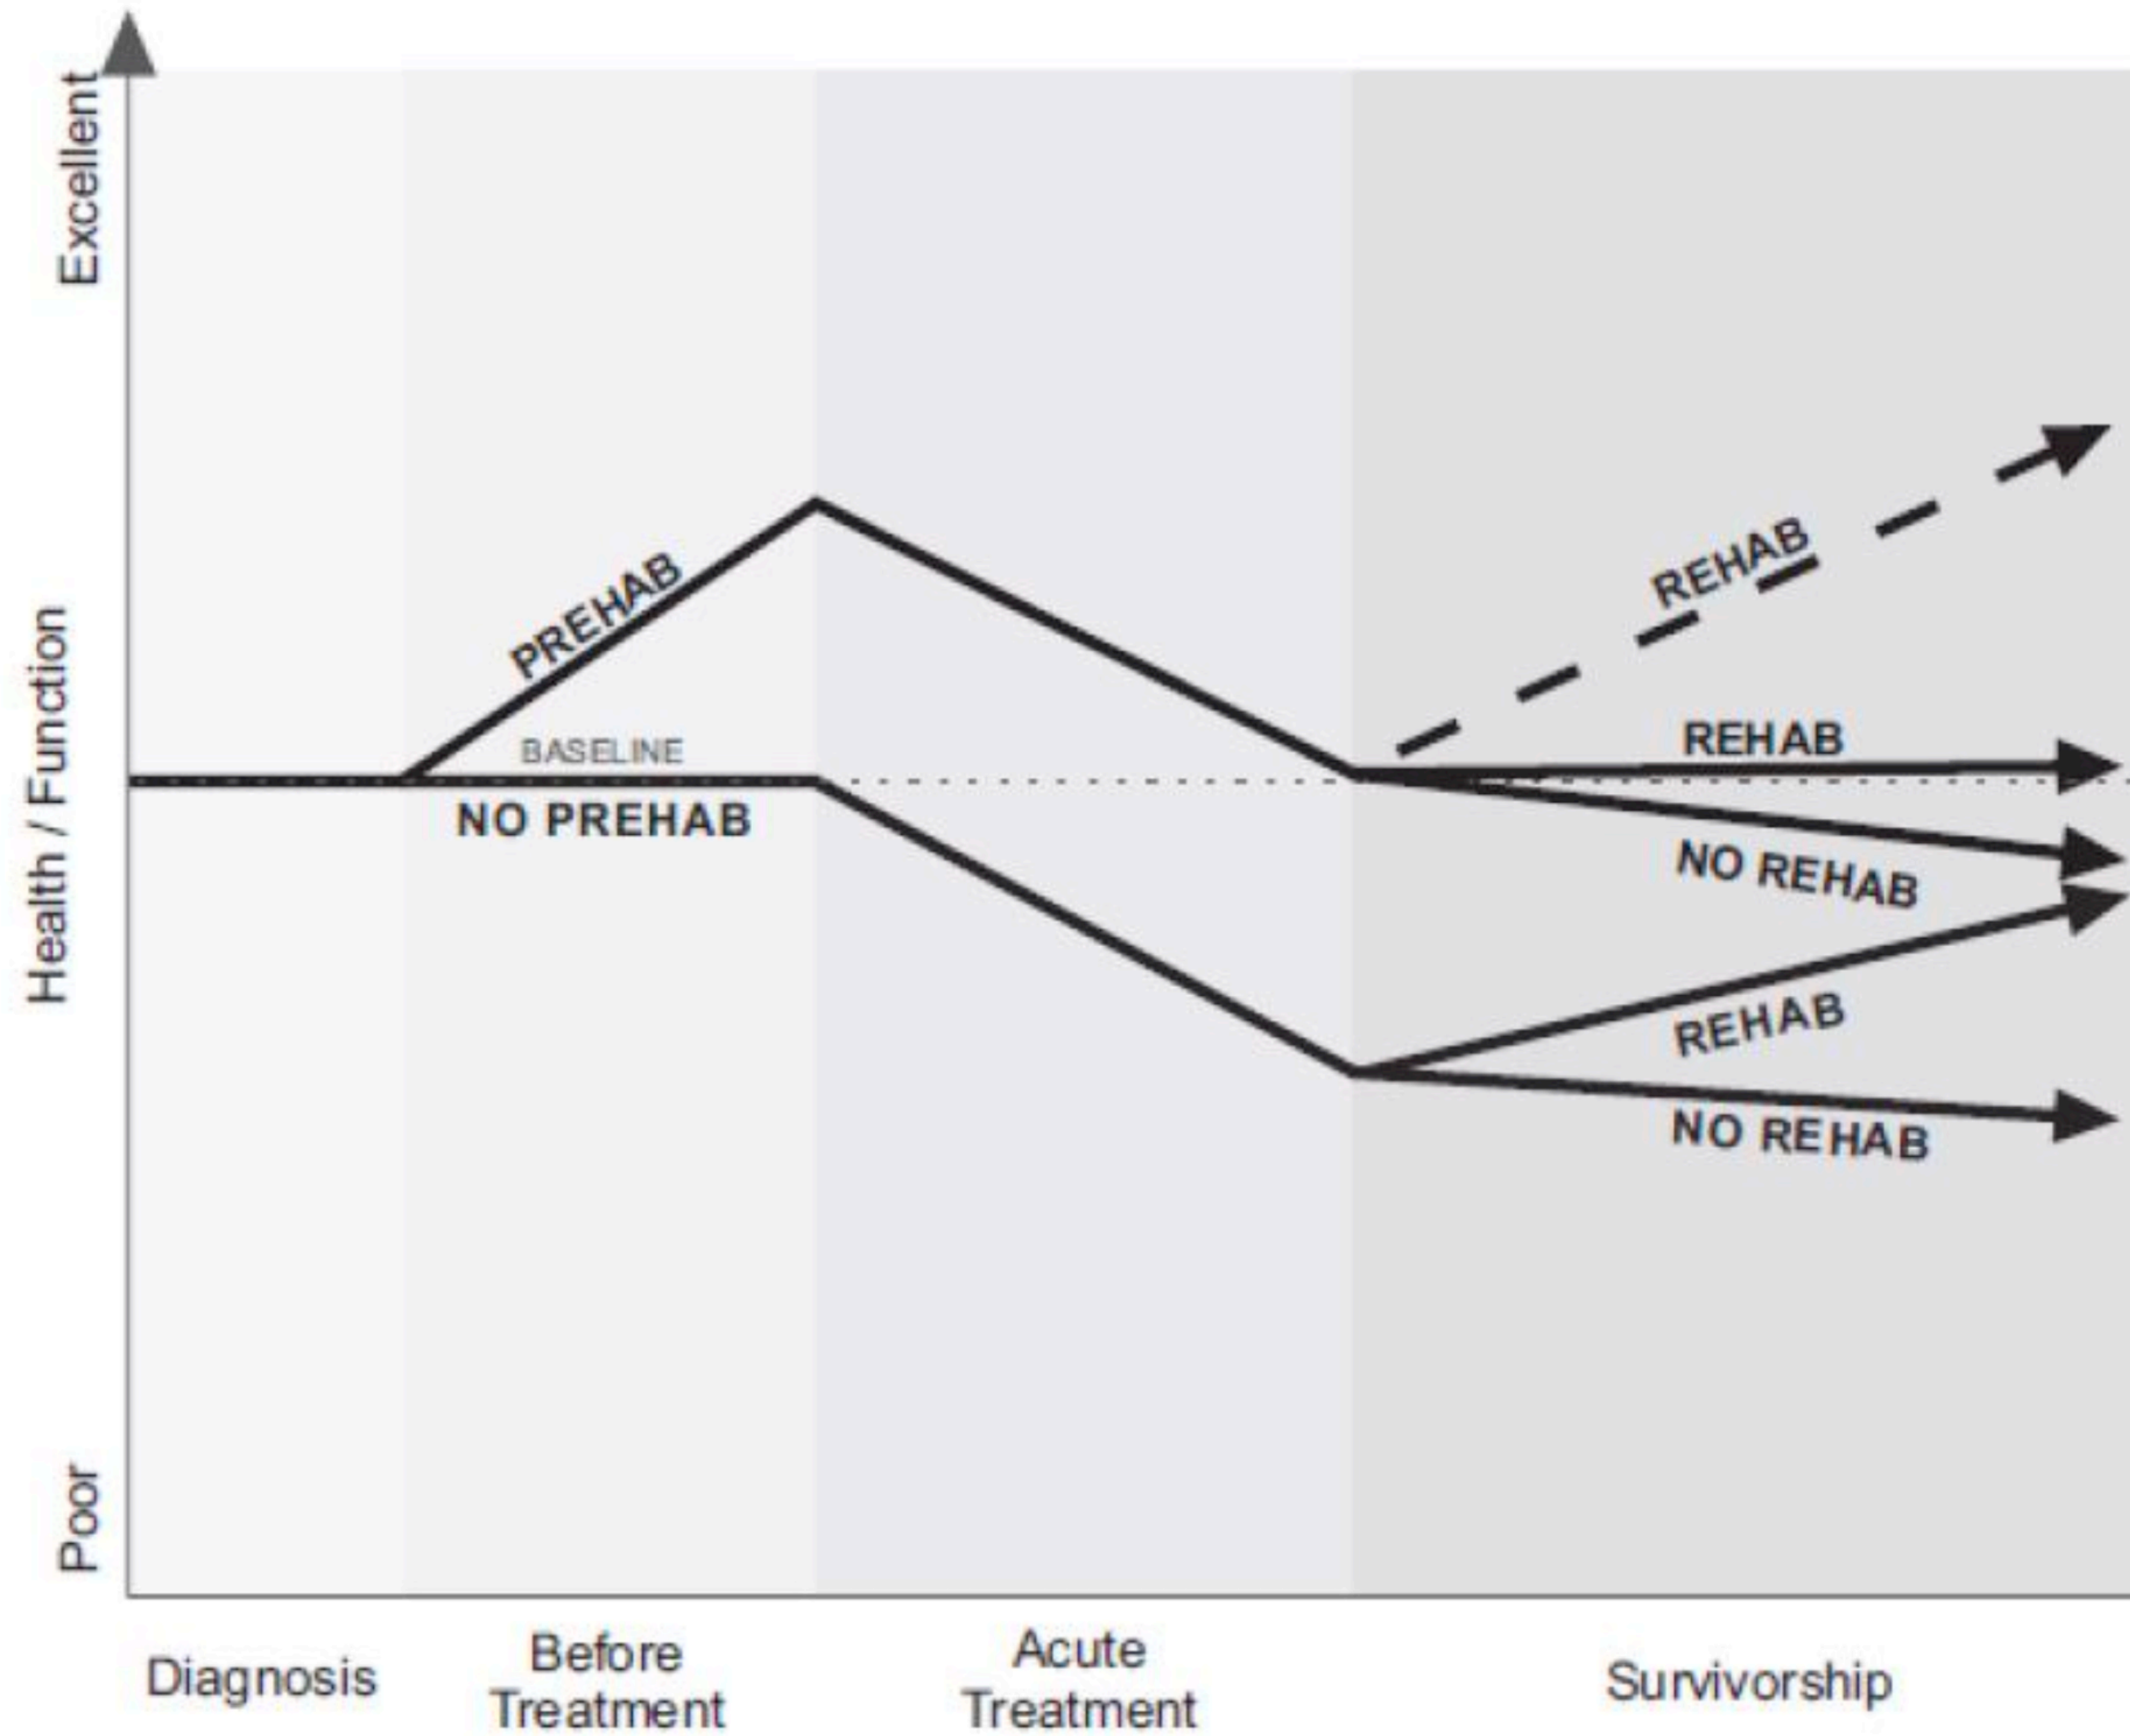 Excellent
Health / Function
Poor
PREHAB
BASELINE
NO PREHAB
REHAB
REHAB
NO REHAB
REHAB
NO REHAB
Diagnosis
Before
Treatment
Acute
Treatment
Survivorship